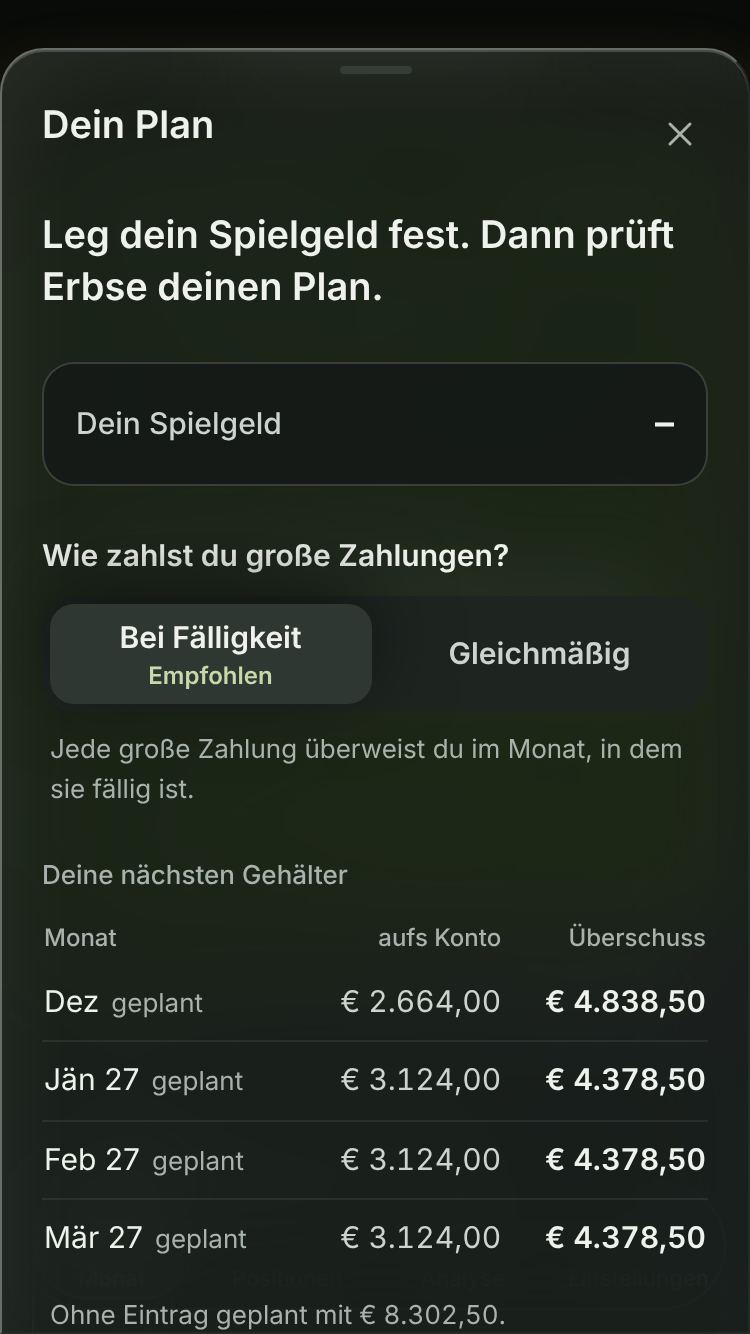 Dein Plan
Leg dein Spielgeld fest. Dann prüft
Erbse deinen Plan.
Dein Spielgeld –
Wie zahlst du große Zahlungen?
Bei Fälligkeit Gleichmäßig
Empfohlen
Jede große Zahlung überweist du im Monat, in dem
sie fällig ist.
Deine nächsten Gehälter
Monat aufs Konto Überschuss
Dez geplant € 2.664,00 € 4.838,50
Jän 27 geplant € 3.124,00 € 4.378,50
Feb 27 geplant € 3.124,00 € 4.378,50
Mär 27 geplant € 3.124,00 € 4.378,50
Monat Positionen Analyse Einstellungen
Ohne Eintrag geplant mit € 8.302,50.